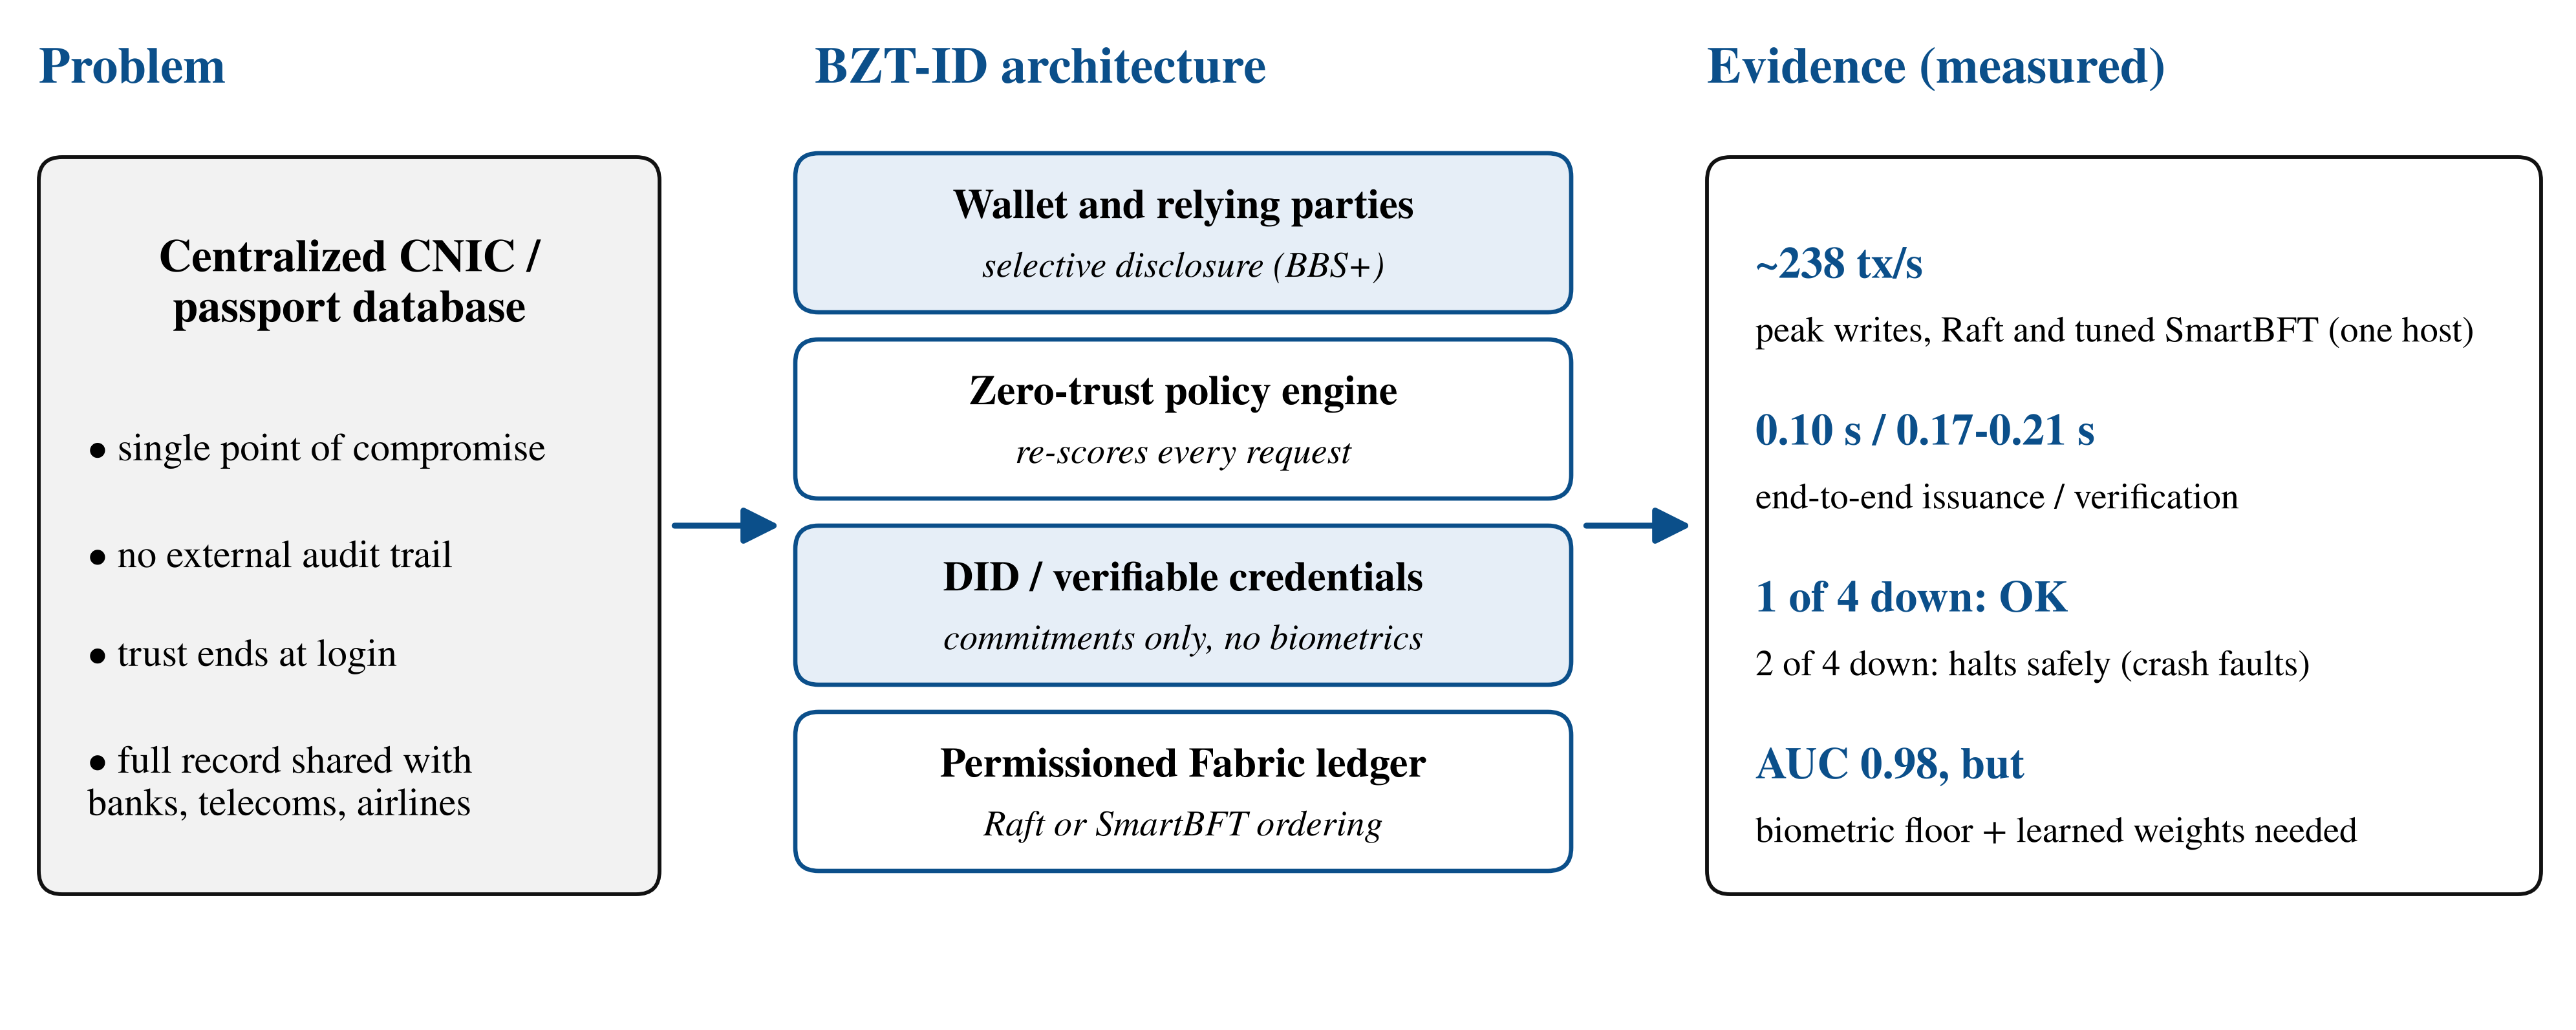 Problem
Centralized CNIC /
passport database
● single point of compromise
● no external audit trail
● trust ends at login
● full record shared with
banks, telecoms, airlines
BZT-ID architecture
Wallet and relying parties
selective disclosure (BBS+)
Zero-trust policy engine
re-scores every request
DID / verifiable credentials
commitments only, no biometrics
Permissioned Fabric ledger
Raft or SmartBFT ordering
Evidence (measured)
~238 tx/s
peak writes, Raft and tuned SmartBFT (one host)
0.10 s / 0.17-0.21 s
end-to-end issuance / verification
1 of 4 down: OK
2 of 4 down: halts safely (crash faults)
AUC 0.98, but
biometric floor + learned weights needed